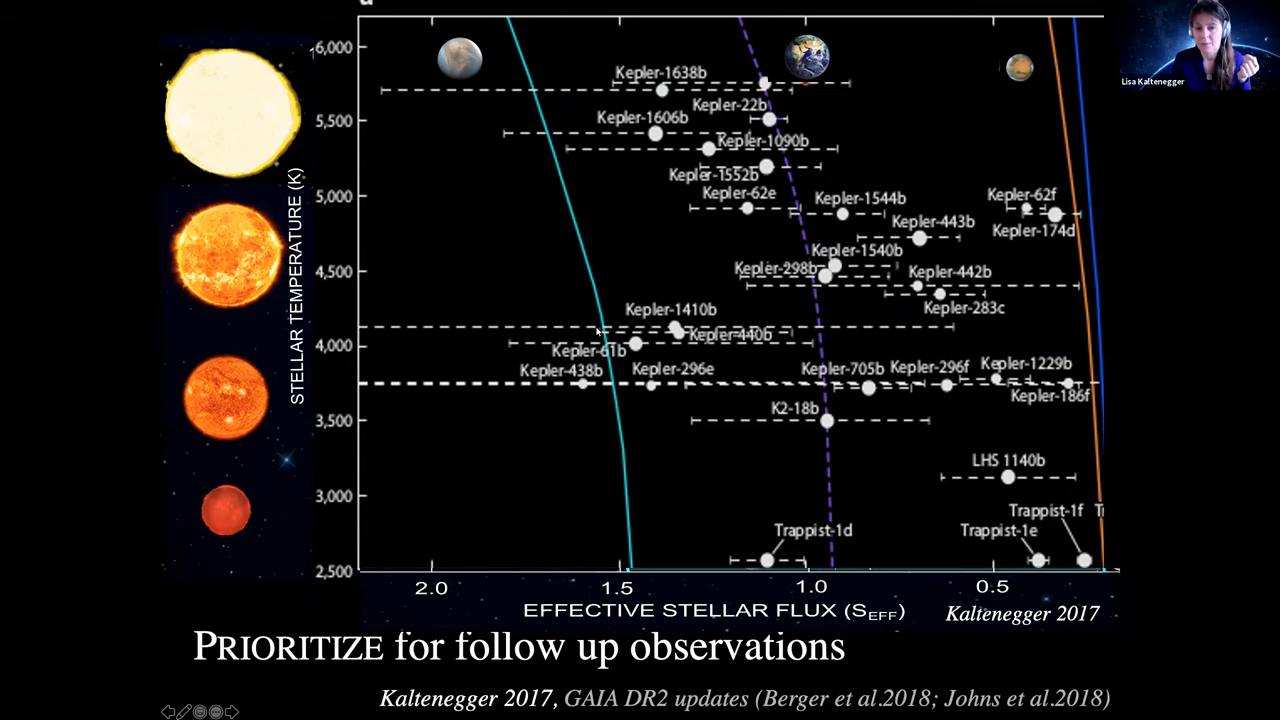 Lisa Kaltenegger
6,000
Kepler-1638b
Kepler-22b
Kepler-1606b
5,500
Kepler-1090b
Kepler-1552b
5,000
Kepler-62e
Kepler-1544b
Kepler-62f
Kepler-443b
Kepler-174d
Kepler-1540b
Kepler-298b
4,500
Kepler-442b
Kepler-283c
Kepler-1410b
Kepler-440b
4,000
Kepler-61b
Kepler-438b
Kepler-296e
Kepler-705b
Kepler-296f
Kepler-1229b
Kepler-186f
K2-18b
3,500
LHS 1140b
3,000
Trappist-1f
Trappist-1d
Trappist-1e
2,500
STELLAR TEMPERATURE (K)
2.0 1.5 1.0 0.5
EFFECTIVE STELLAR FLUX (SEFF)
Kaltenegger 2017
PRIORITIZE for follow up observations
Kaltenegger 2017, GAIA DR2 updates (Berger et al.2018; Johns et al.2018)